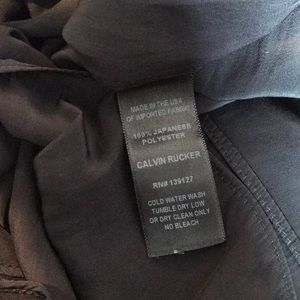 MADE IN THE USA
OF IMPORTED FABRIC
100% JAPANESE
POLYESTER
CALVIN RUCKER
RN# 139127
COLD WATER WASH
TUMBLE DRY LOW
OR DRY CLEAN ONLY
NO BLEACH